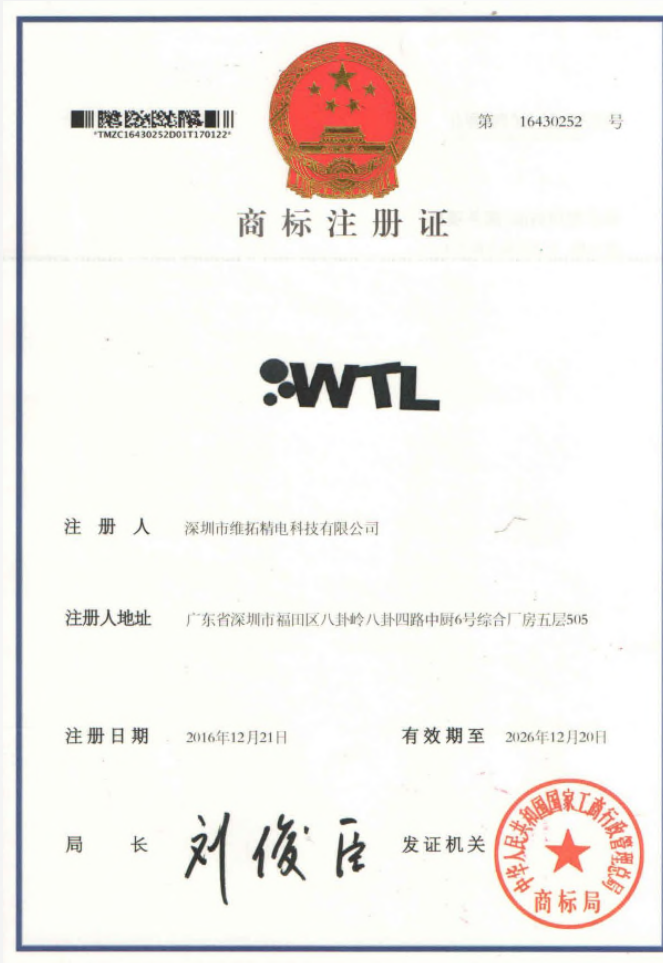 *TMZC16430252D01T170122*
第 16430252 号
商标注册证
WTL
注册人 深圳市维拓精电科技有限公司
注册人地址 广东省深圳市福田区八卦岭八卦四路中厨6号综合厂房五层505
注册日期 2016年12月21日 有效期至 2026年12月20日
局长 刘俊臣 发证机关
中华人民共和国国家工商行政管理总局
商标局